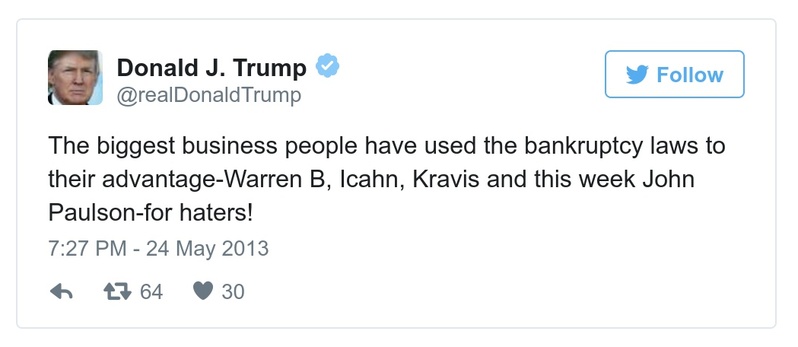 Donald J. Trump
@realDonaldTrump
Follow
The biggest business people have used the bankruptcy laws to
their advantage-Warren B, Icahn, Kravis and this week John
Paulson-for haters!
7:27 PM - 24 May 2013
64 30